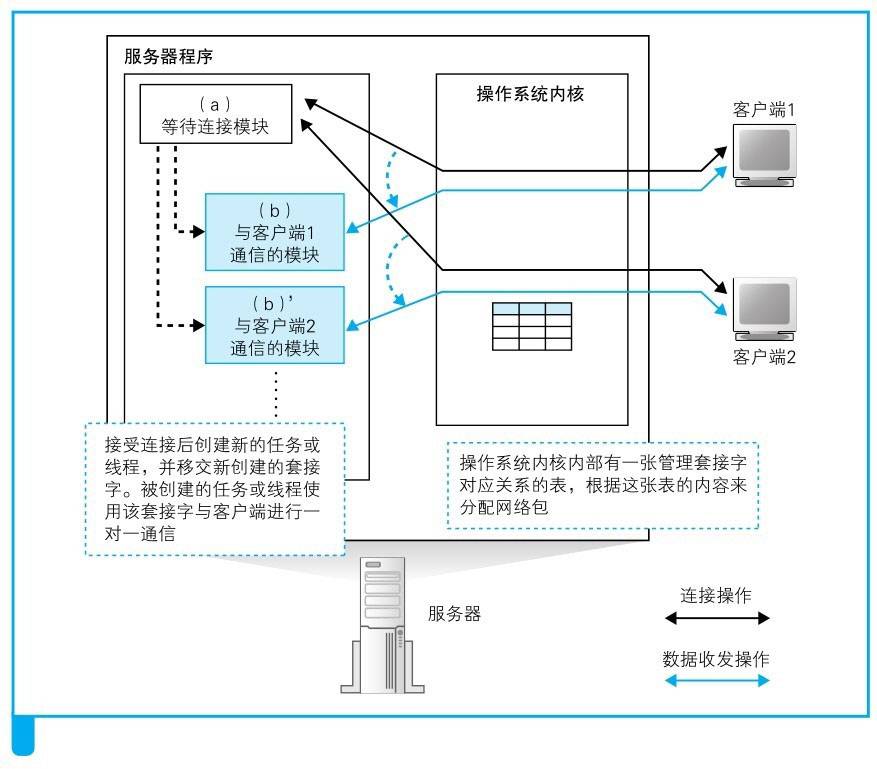 服务器程序
(a)
等待连接模块
(b)
与客户端1
通信的模块
(b)’
与客户端2
通信的模块
接受连接后创建新的任务或
线程，并移交新创建的套接
字。被创建的任务或线程使
用该套接字与客户端进行一
对一通信
操作系统内核
操作系统内核内部有一张管理套接字
对应关系的表，根据这张表的内容来
分配网络包
客户端1
客户端2
服务器
连接操作
数据收发操作